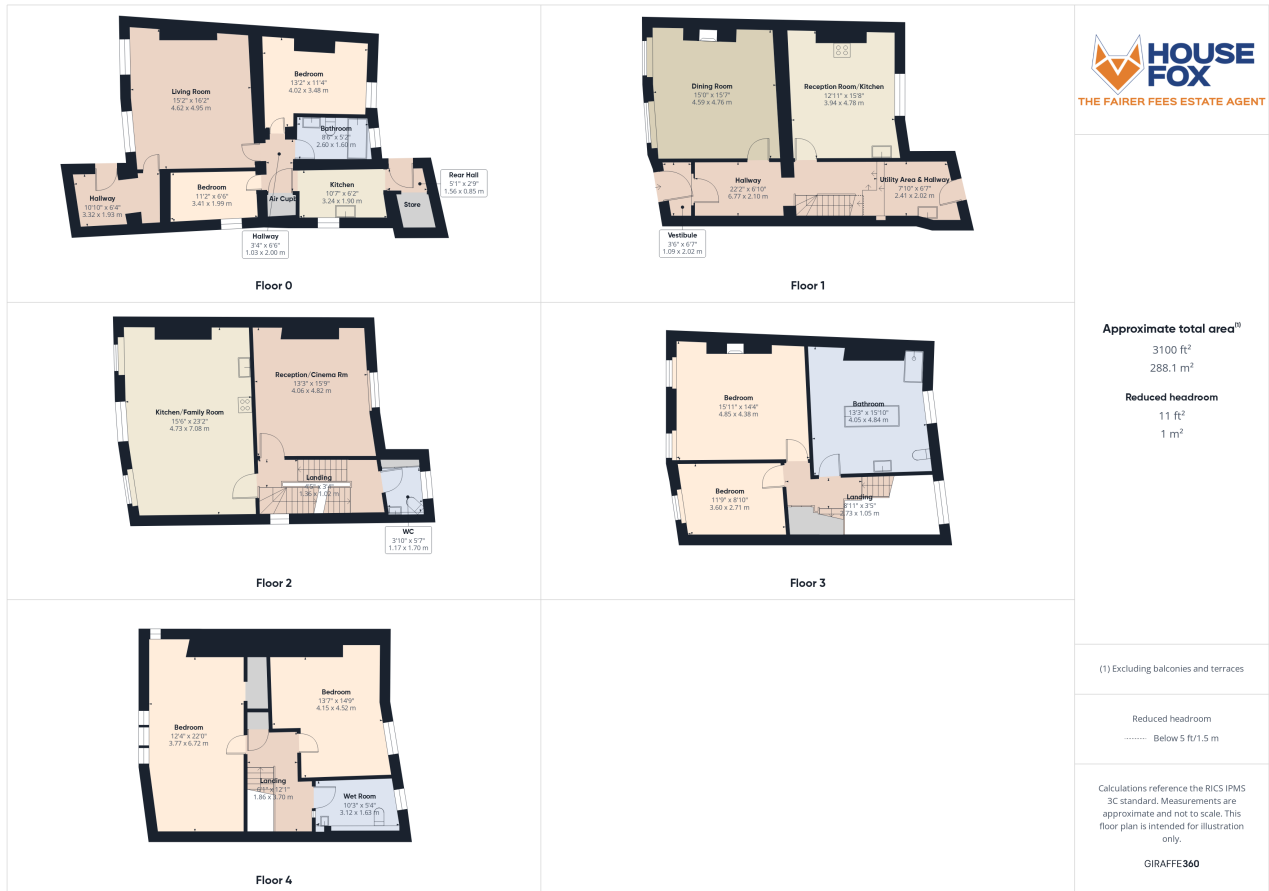 Living Room
15'2" x 16'2"
4.62 x 4.95 m
Bedroom
13'2" x 11'4"
4.02 x 3.48 m
Bathroom
8'6" x 5'2"
2.60 x 1.60 m
Hallway
10'10" x 6'4"
3.32 x 1.93 m
Bedroom
11'2" x 6'6"
3.41 x 1.99 m
Air Cupb
Kitchen
10'7" x 6'2"
3.24 x 1.90 m
Store
Rear Hall
5'1" x 2'9"
1.56 x 0.85 m
Hallway
3'4" x 6'6"
1.03 x 2.00 m
Floor 0
Dining Room
15'0" x 15'7"
4.59 x 4.76 m
Reception Room/Kitchen
12'11" x 15'8"
3.94 x 4.78 m
Hallway
22'2" x 6'10"
6.77 x 2.10 m
Utility Area & Hallway
7'10" x 6'7"
2.41 x 2.02 m
Vestibule
3'6" x 6'7"
1.09 x 2.02 m
Floor 1
Kitchen/Family Room
15'6" x 23'2"
4.73 x 7.08 m
Reception/Cinema Rm
13'3" x 15'9"
4.06 x 4.82 m
Landing
4'5" x 3'4"
1.36 x 1.02 m
WC
3'10" x 5'7"
1.17 x 1.70 m
Floor 2
Bedroom
15'11" x 14'4"
4.85 x 4.38 m
Bathroom
13'3" x 15'10"
4.05 x 4.84 m
Bedroom
11'9" x 8'10"
3.60 x 2.71 m
Landing
8'11" x 3'5"
2.73 x 1.05 m
Floor 3
Bedroom
12'4" x 22'0"
3.77 x 6.72 m
Bedroom
13'7" x 14'9"
4.15 x 4.52 m
Landing
6'1" x 12'1"
1.86 x 3.70 m
Wet Room
10'3" x 5'4"
3.12 x 1.63 m
Floor 4
HOUSE
FOX
THE FAIRER FEES ESTATE AGENT
Approximate total area(1)
3100 ft²
288.1 m²
Reduced headroom
11 ft²
1 m²
(1) Excluding balconies and terraces
Reduced headroom
Below 5 ft/1.5 m
Calculations reference the RICS IPMS
3C standard. Measurements are
approximate and not to scale. This
floor plan is intended for illustration
only.
GIRAFFE360